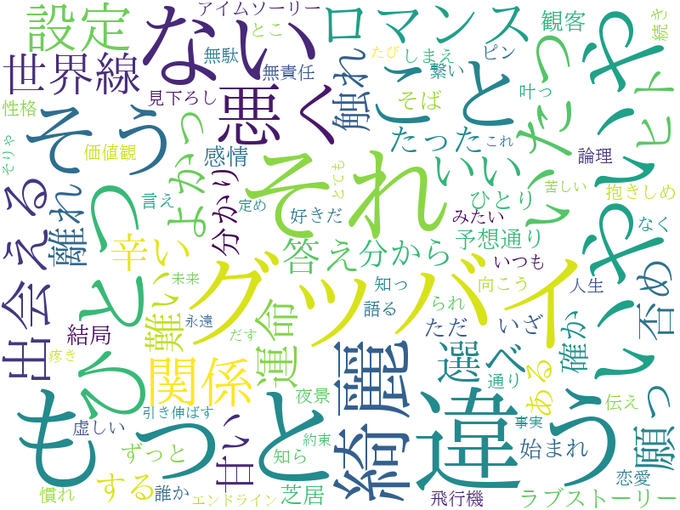 アイムソーリー
設定
ない
ロマンス
観客
続き
とこ
たび
しまえ
ピン
無駄
無責任
繋い
叶っ
世界線
悪く
触れ
こと
いやいや
ヒト
性格
見下ろし
そば
そりゃ
そう
よかっ
たった
これ
いたっ
価値観
感情
論理
それ
いい
とても
苦しい
抱きしめ
出会える
離れ
分かり
言え
定め
ひとり
みたい
なく
好きだ
辛い
答え
分から
予想通り
いつも
否め
ひとつ
グッバイ
難い
未来
運命
知っ
向こう
人生
永遠
語る
られ
結局
だす
ただ
いざ
確か
関係
綺麗
選べ
ある
願っ
疼き
夜景
通り
もっと
違う
引き伸ばす
甘い
事実
伝え
虚しい
ずっと
知ら
約束
始まれ
恋愛
慣れ
する
誰か
エンドライン
芝居
飛行機
ラブストーリー